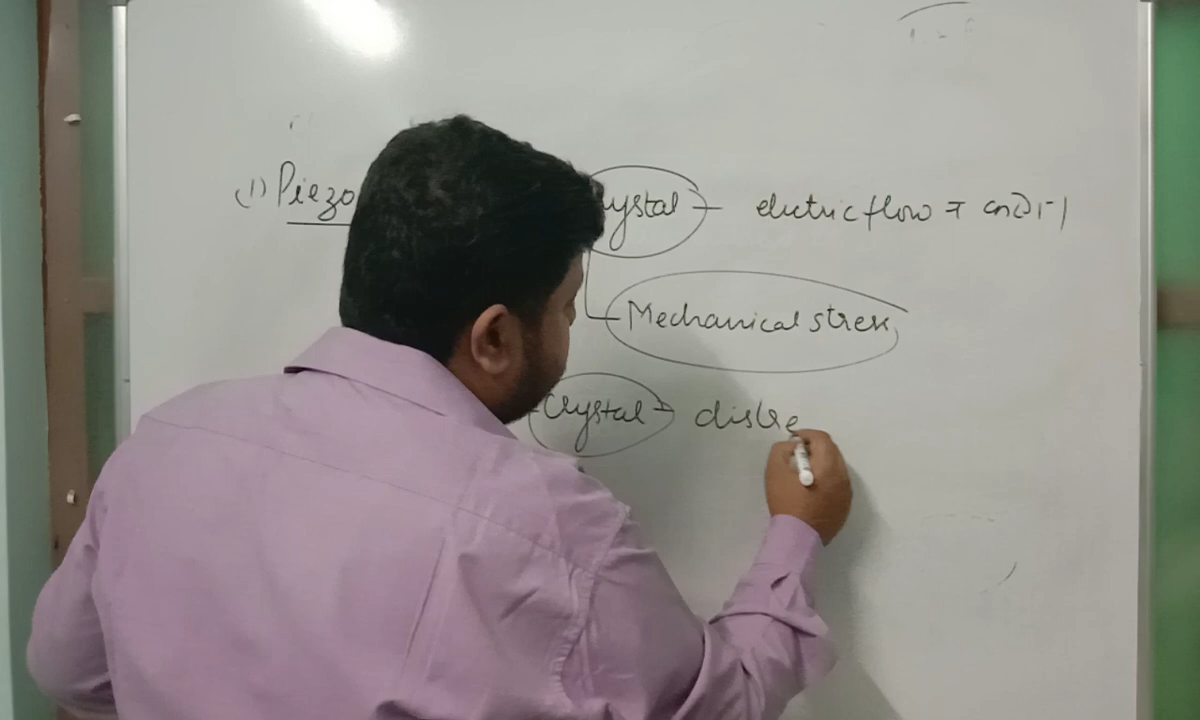 (1) Piezo ystal - electric flow
Mechanical stress
Crystal -